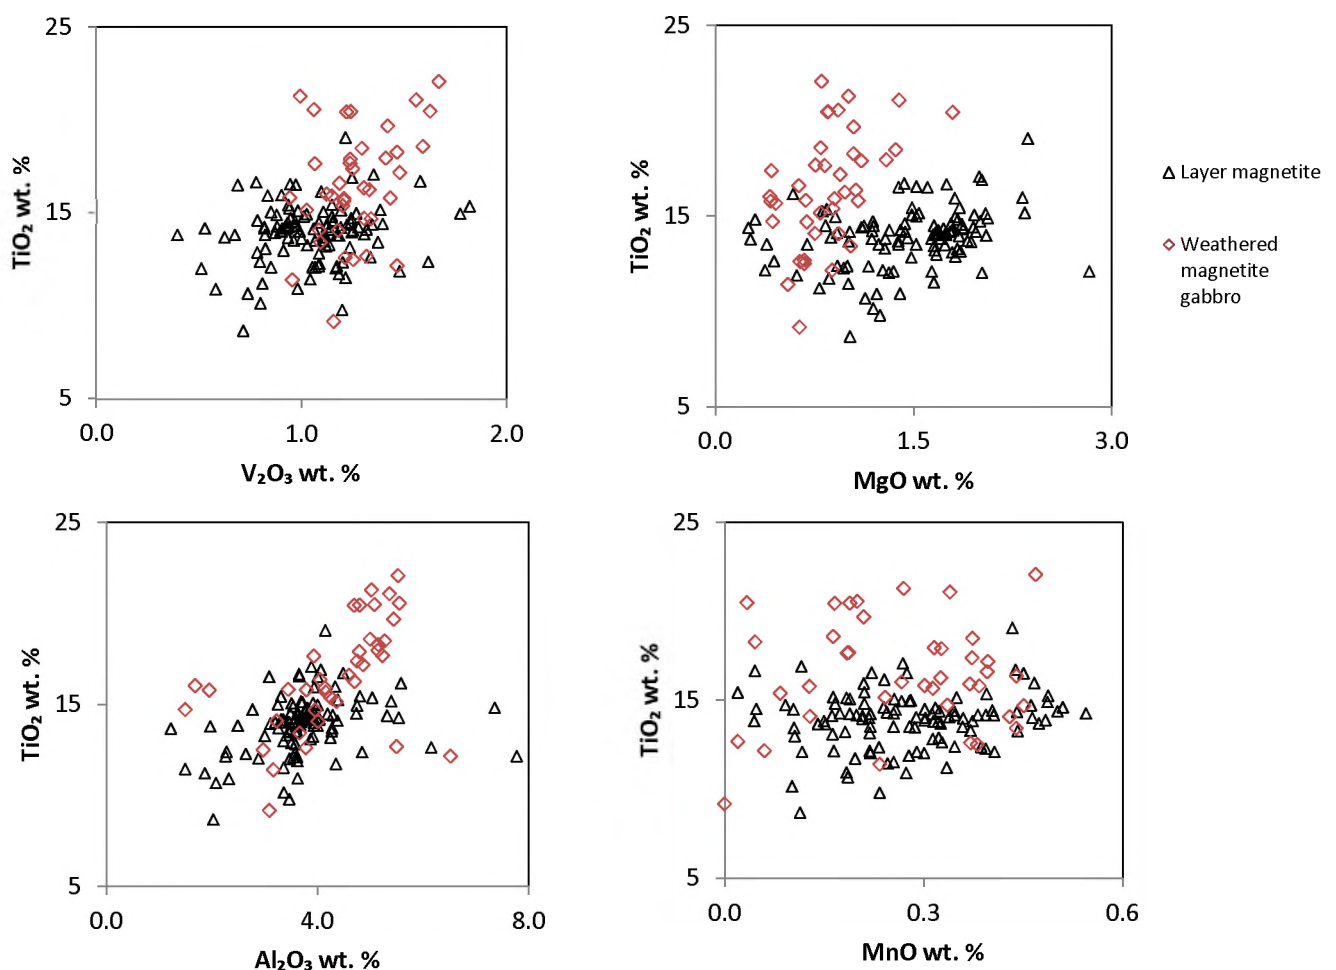 25
15
5
0.0
1.0
2.0
TiO₂ wt. %
V₂O₃ wt. %
25
15
5
0.0
1.5
3.0
TiO₂ wt. %
MgO wt. %
Layer magnetite
Weathered
magnetite
gabbro
25
15
5
0.0
4.0
8.0
TiO₂ wt. %
Al₂O₃ wt. %
25
15
5
0.0
0.3
0.6
TiO₂ wt. %
MnO wt. %